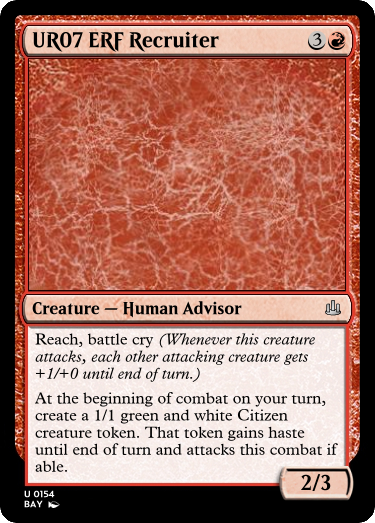 UR07 ERF Recruiter 3
Creature — Human Advisor
Reach, battle cry (Whenever this creature
attacks, each other attacking creature gets
+1/+0 until end of turn.)
At the beginning of combat on your turn,
create a 1/1 green and white Citizen
creature token. That token gains haste
until end of turn and attacks this combat if
able.
2/3
U 0154
BAY